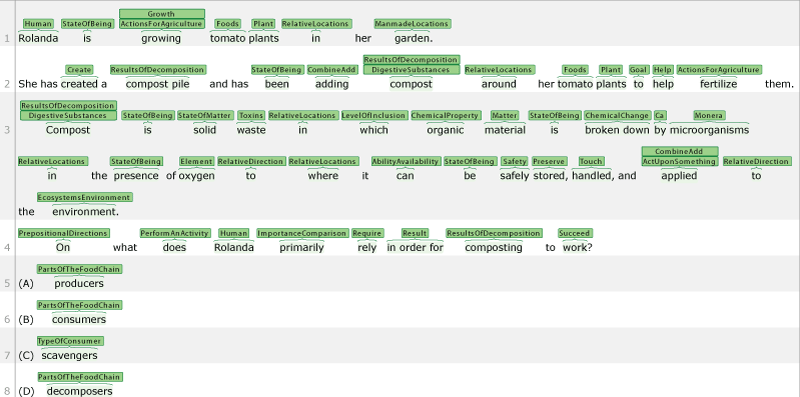 Human StateOfBeing Growth ActionsForAgriculture Foods Plant RelativeLocations ManmadeLocations
1 Rolanda is growing tomato plants in her garden.
Create ResultsOfDecomposition StateOfBeing CombineAdd ResultsOfDecomposition DigestiveSubstances RelativeLocations Foods Plant Goal Help ActionsForAgriculture
2 She has created a compost pile and has been adding compost around her tomato plants to help fertilize them.
ResultsOfDecomposition DigestiveSubstances StateOfBeing StateOfMatter Toxins RelativeLocations LevelOfInclusion ChemicalProperty Matter StateOfBeing ChemicalChange Ca Monera
3 Compost is solid waste in which organic material is broken down by microorganisms
RelativeLocations StateOfBeing Element RelativeDirection RelativeLocations AbilityAvailability StateOfBeing Safety Preserve Touch CombineAdd ActUponSomething RelativeDirection
in the presence of oxygen to where it can be safely stored, handled, and applied to
EcosystemsEnvironment
the environment.
PrepositionalDirections PerformAnActivity Human ImportanceComparison Require Result ResultsOfDecomposition Succeed
4 On what does Rolanda primarily rely in order for composting to work?
PartsOfTheFoodChain
5 (A) producers
PartsOfTheFoodChain
6 (B) consumers
TypeOfConsumer
7 (C) scavengers
PartsOfTheFoodChain
8 (D) decomposers